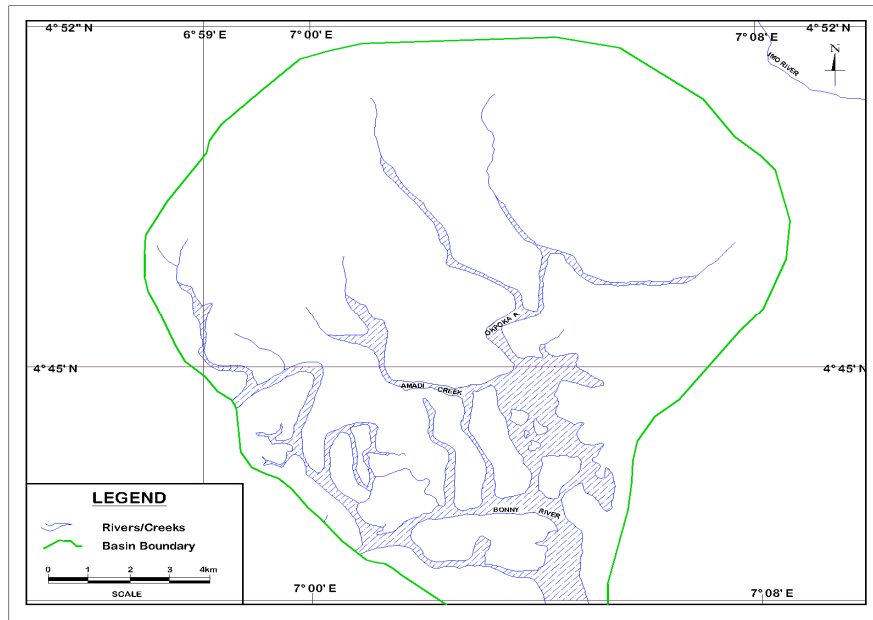 4° 52" N
6° 59' E
7° 00' E
7° 08' E
4° 52' N
N
IMO RIVER
OKPOKA A
4° 45' N
4° 45' N
AMADI CREEK
BONNY RIVER
LEGEND
Rivers/Creeks
Basin Boundary
0 1 2 3 4km
SCALE
7° 00' E
7° 08' E